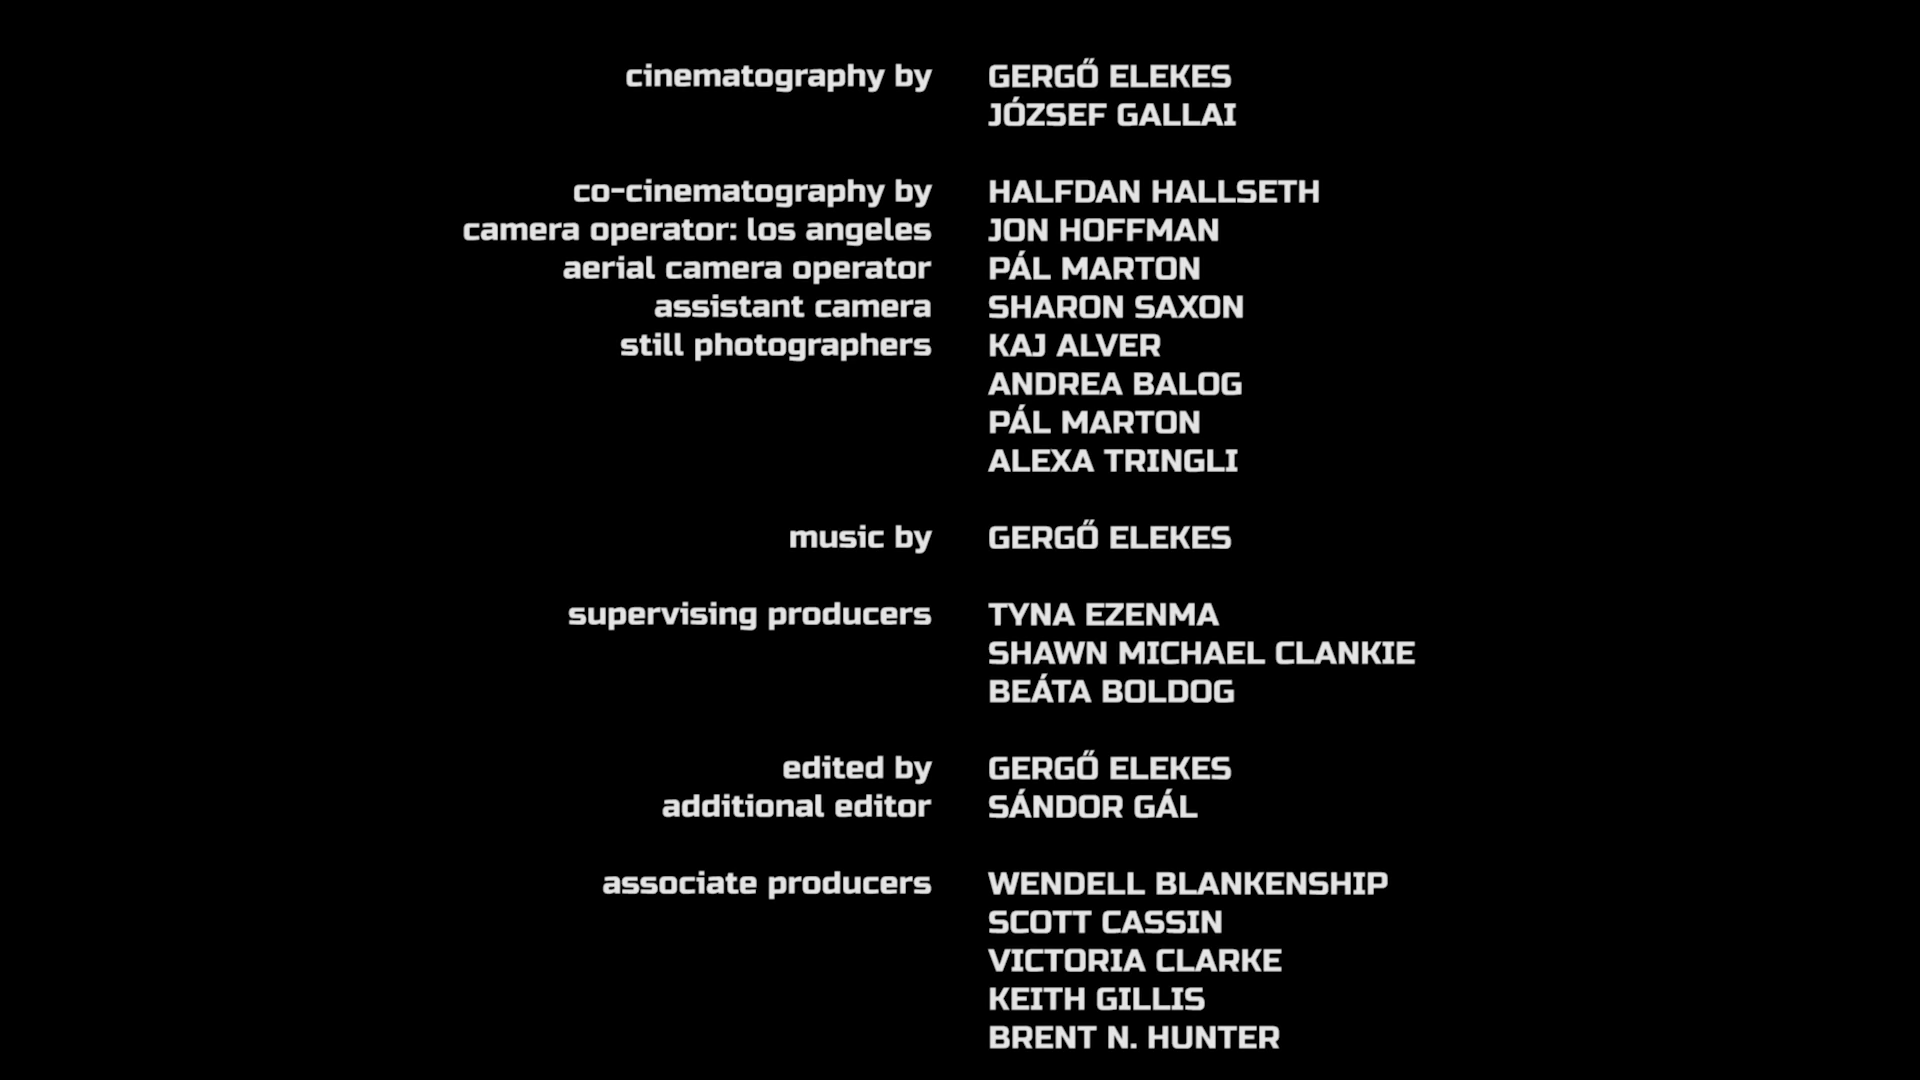 cinematography by GERGŐ ELEKES
JÓZSEF GALLAI
co-cinematography by HALFDAN HALLSETH
camera operator: los angeles JON HOFFMAN
aerial camera operator PÁL MARTON
assistant camera SHARON SAXON
still photographers KAJ ALVER
ANDREA BALOG
PÁL MARTON
ALEXA TRINGLI
music by GERGŐ ELEKES
supervising producers TYNA EZENMA
SHAWN MICHAEL CLANKIE
BEÁTA BOLDOG
edited by GERGŐ ELEKES
additional editor SÁNDOR GÁL
associate producers WENDELL BLANKENSHIP
SCOTT CASSIN
VICTORIA CLARKE
KEITH GILLIS
BRENT N. HUNTER